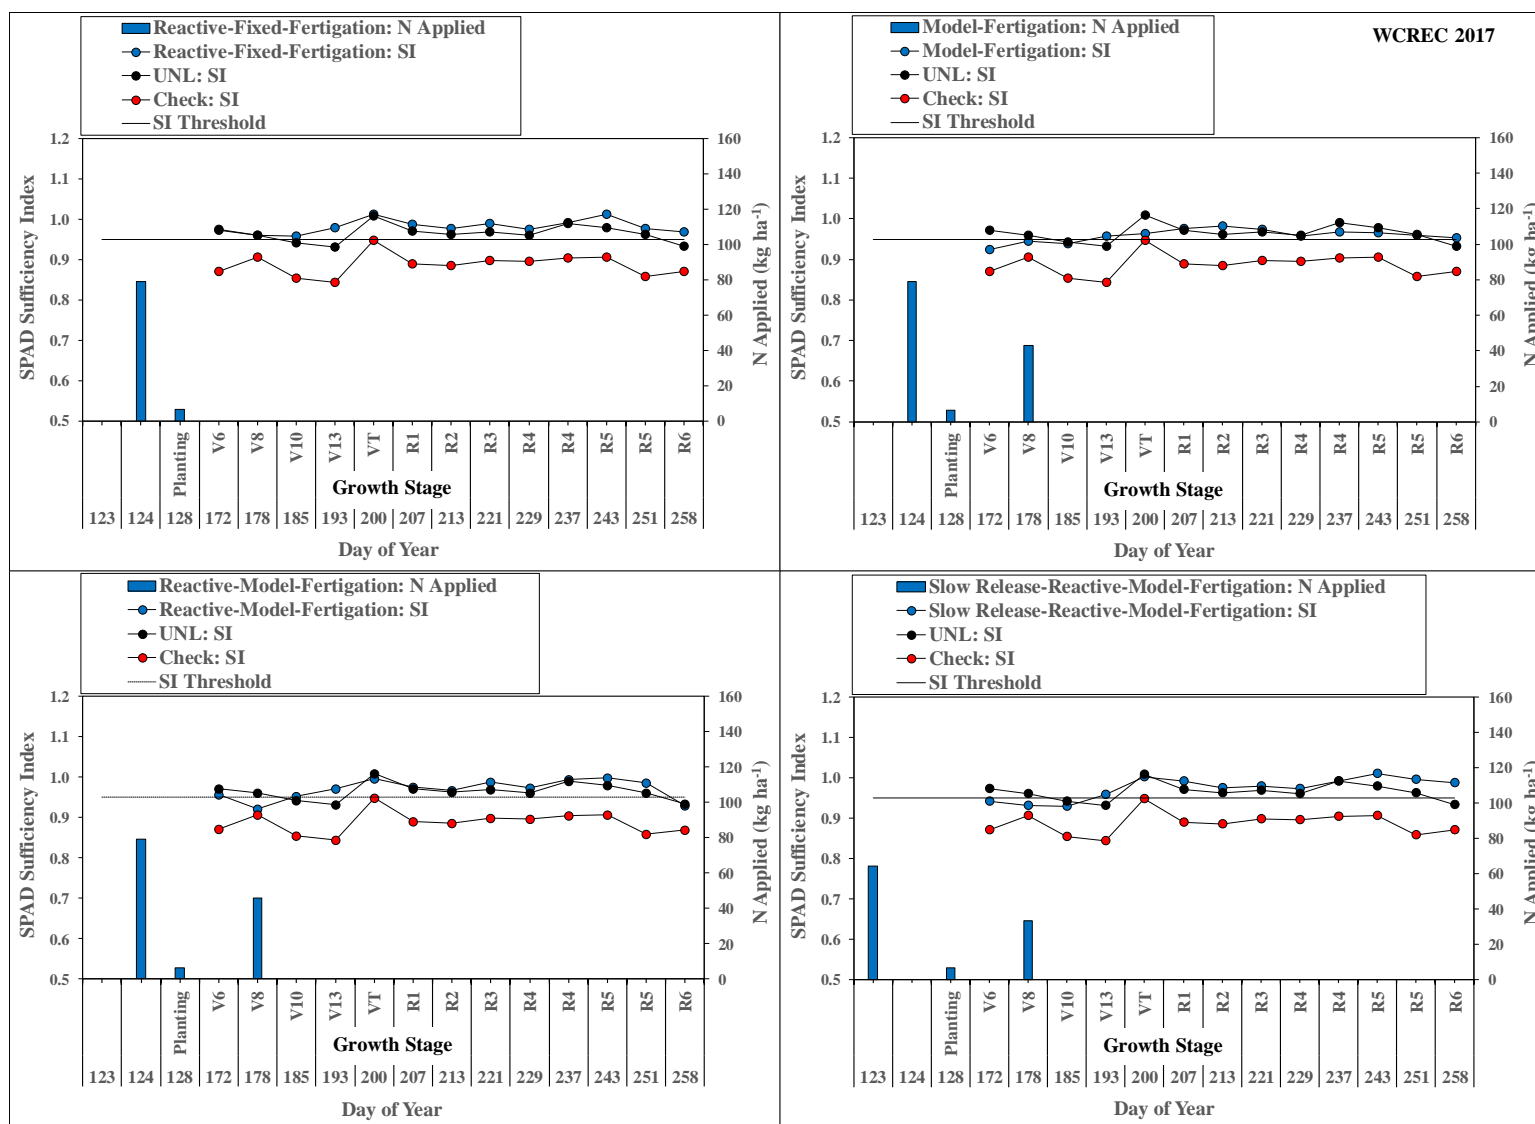 Reactive-Fixed-Fertigation: N Applied
Reactive-Fixed-Fertigation: SI
UNL: SI
Check: SI
SI Threshold
1.2
1.1
1.0
0.9
0.8
0.7
0.6
0.5
SPAD Sufficiency Index
160
140
120
100
80
60
40
20
0
N Applied (kg ha-1)
Planting V6 V8 V10 V13 VT R1 R2 R3 R4 R4 R5 R5 R6
Growth Stage
123 124 128 172 178 185 193 200 207 213 221 229 237 243 251 258
Day of Year
WCREC 2017
Model-Fertigation: N Applied
Model-Fertigation: SI
UNL: SI
Check: SI
SI Threshold
1.2
1.1
1.0
0.9
0.8
0.7
0.6
0.5
SPAD Sufficiency Index
160
140
120
100
80
60
40
20
0
N Applied (kg ha-1)
Planting V6 V8 V10 V13 VT R1 R2 R3 R4 R4 R5 R5 R6
Growth Stage
123 124 128 172 178 185 193 200 207 213 221 229 237 243 251 258
Day of Year
Reactive-Model-Fertigation: N Applied
Reactive-Model-Fertigation: SI
UNL: SI
Check: SI
SI Threshold
1.2
1.1
1.0
0.9
0.8
0.7
0.6
0.5
SPAD Sufficiency Index
160
140
120
100
80
60
40
20
0
N Applied (kg ha-1)
Planting V6 V8 V10 V13 VT R1 R2 R3 R4 R4 R5 R5 R6
Growth Stage
123 124 128 172 178 185 193 200 207 213 221 229 237 243 251 258
Day of Year
Slow Release-Reactive-Model-Fertigation: N Applied
Slow Release-Reactive-Model-Fertigation: SI
UNL: SI
Check: SI
SI Threshold
1.2
1.1
1.0
0.9
0.8
0.7
0.6
0.5
SPAD Sufficiency Index
160
140
120
100
80
60
40
20
0
N Applied (kg ha-1)
Planting V6 V8 V10 V13 VT R1 R2 R3 R4 R4 R5 R5 R6
Growth Stage
123 124 128 172 178 185 193 200 207 213 221 229 237 243 251 258
Day of Year